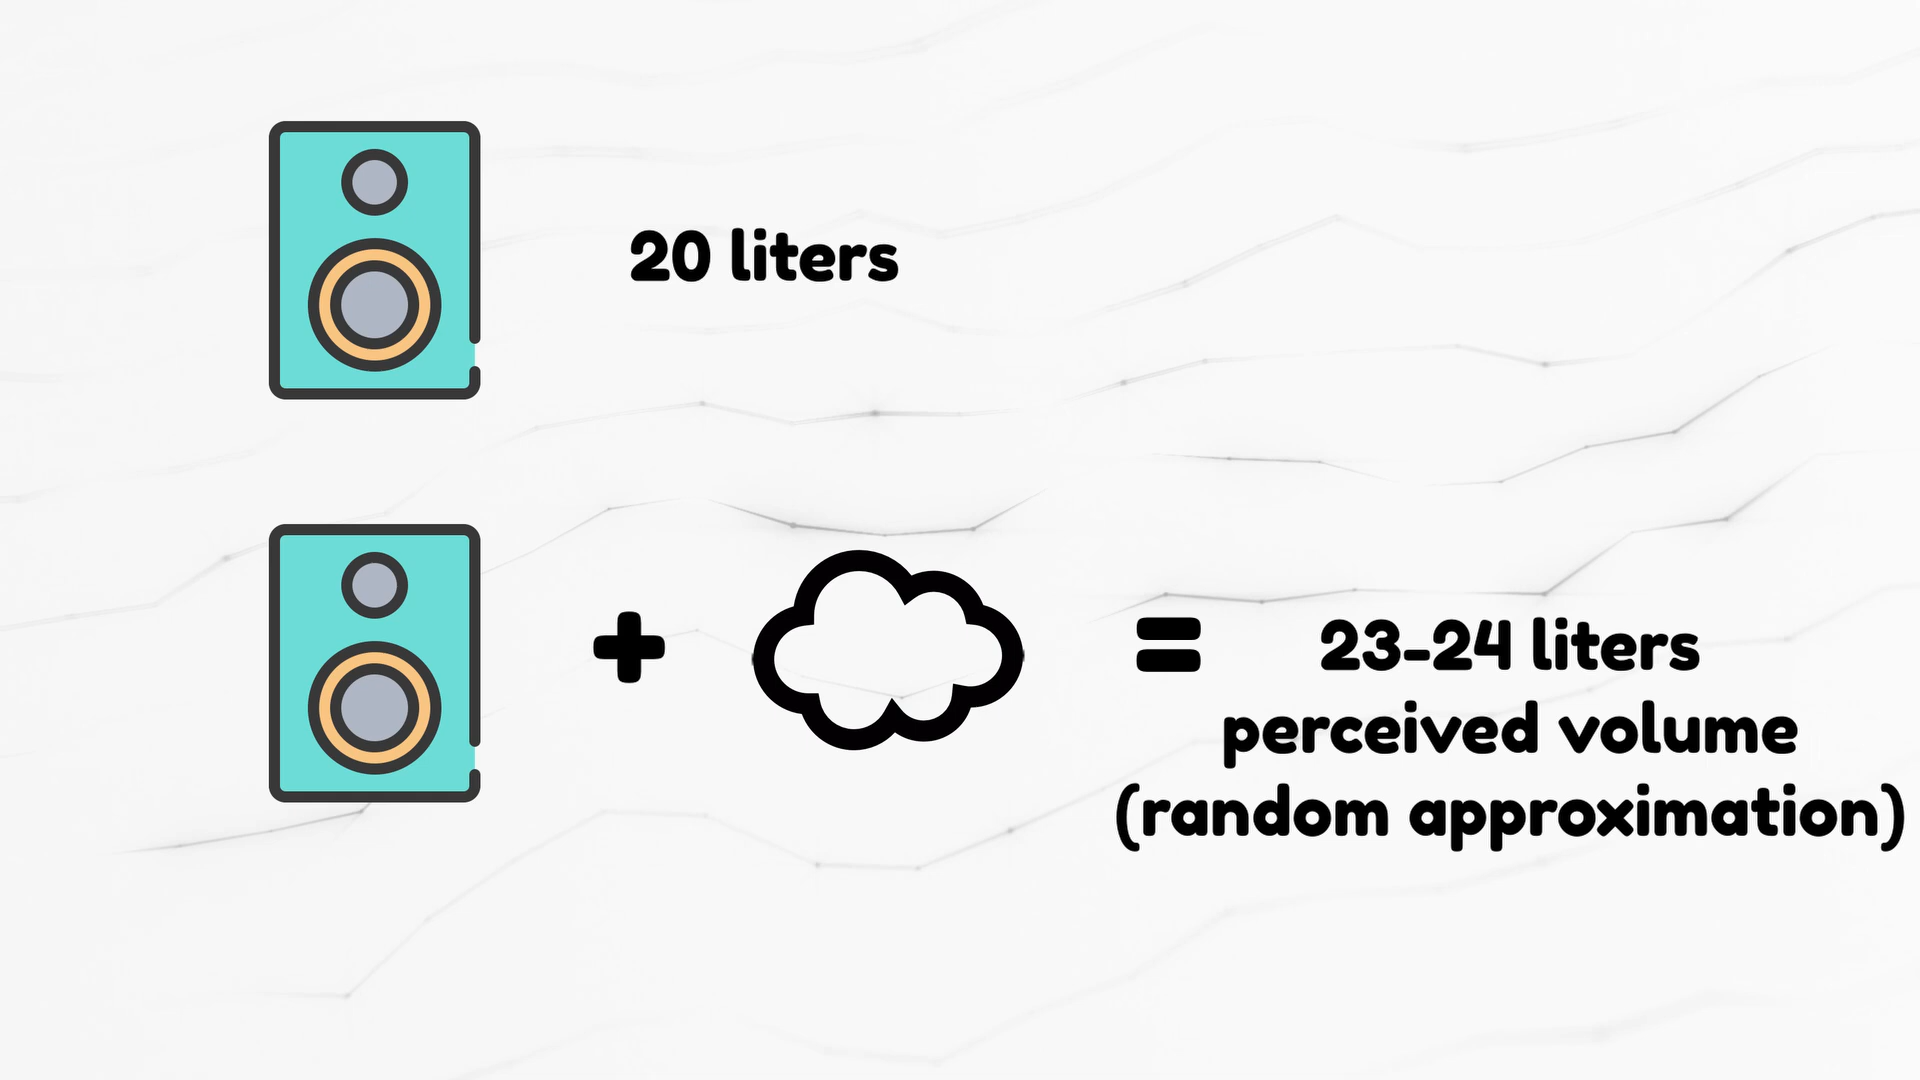 20 liters
+
= 23-24 liters
perceived volume
(random approximation)